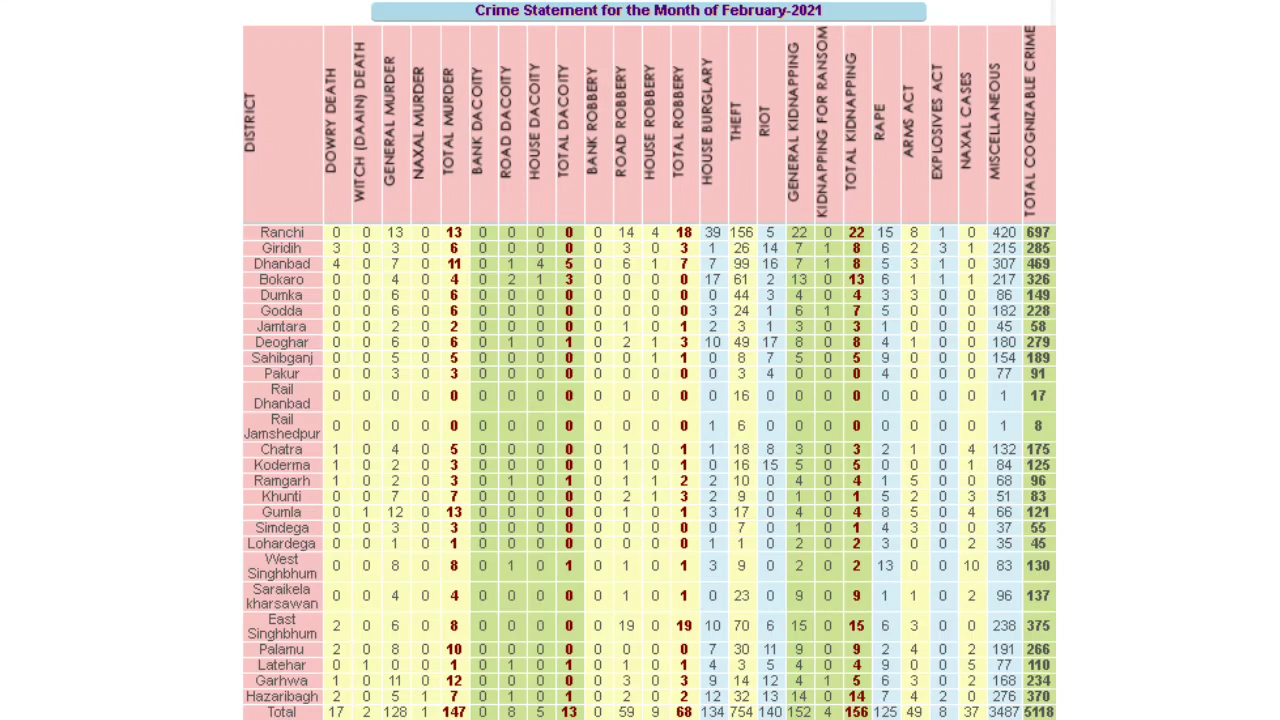 Crime Statement for the Month of February-2021
DISTRICT DOWRY DEATH WITCH (DAAIN) DEATH GENERAL MURDER NAXAL MURDER TOTAL MURDER BANK DACOITY ROAD DACOITY HOUSE DACOITY TOTAL DACOITY BANK ROBBERY ROAD ROBBERY HOUSE ROBBERY TOTAL ROBBERY HOUSE BURGLARY THEFT RIOT GENERAL KIDNAPPING KIDNAPPING FOR RANSOM TOTAL KIDNAPPING RAPE ARMS ACT EXPLOSIVES ACT NAXAL CASES MISCELLANEOUS TOTAL COGNIZABLE CRIME
Ranchi 0 0 13 0 13 0 0 0 0 0 14 4 18 39 156 5 22 0 22 15 8 1 0 420 697
Giridih 3 0 3 0 6 0 0 0 0 0 3 0 3 1 26 14 7 1 8 6 2 3 1 215 285
Dhanbad 4 0 7 0 11 0 1 4 5 0 6 1 7 7 99 16 7 1 8 5 3 1 0 307 469
Bokaro 0 0 4 0 4 0 2 1 3 0 0 0 0 17 61 2 13 0 13 6 1 1 1 217 326
Dumka 0 0 6 0 6 0 0 0 0 0 0 0 0 0 44 3 4 0 4 3 3 0 0 86 149
Godda 0 0 6 0 6 0 0 0 0 0 0 0 0 3 24 1 6 1 7 5 0 0 0 182 228
Jamtara 0 0 2 0 2 0 0 0 0 0 1 0 1 2 3 1 3 0 3 1 0 0 0 45 58
Deoghar 0 0 6 0 6 0 1 0 1 0 2 1 3 10 49 17 8 0 8 4 1 0 0 180 279
Sahibganj 0 0 5 0 5 0 0 0 0 0 0 1 1 0 8 7 5 0 5 9 0 0 0 154 189
Pakur 0 0 3 0 3 0 0 0 0 0 0 0 0 0 3 4 0 0 0 4 0 0 0 77 91
Rail
Dhanbad 0 0 0 0 0 0 0 0 0 0 0 0 0 0 16 0 0 0 0 0 0 0 0 1 17
Rail
Jamshedpur 0 0 0 0 0 0 0 0 0 0 0 0 0 1 6 0 0 0 0 0 0 0 0 1 8
Chatra 1 0 4 0 5 0 0 0 0 0 1 0 1 1 18 8 3 0 3 2 1 0 4 132 175
Koderma 1 0 2 0 3 0 0 0 0 0 1 0 1 0 16 15 5 0 5 0 0 0 1 84 125
Ramgarh 1 0 2 0 3 0 1 0 1 0 1 1 2 2 10 0 4 0 4 1 5 0 0 68 96
Khunti 0 0 7 0 7 0 0 0 0 0 2 1 3 2 9 0 1 0 1 5 2 0 3 51 83
Gumla 0 1 12 0 13 0 0 0 0 0 1 0 1 3 17 0 4 0 4 8 5 0 4 66 121
Simdega 0 0 3 0 3 0 0 0 0 0 0 0 0 0 7 0 1 0 1 4 3 0 0 37 55
Lohardega 0 0 1 0 1 0 0 0 0 0 0 0 0 1 1 0 2 0 2 3 0 0 2 35 45
West
Singhbhum 0 0 8 0 8 0 1 0 1 0 1 0 1 3 9 0 2 0 2 13 0 0 10 83 130
Saraikela
kharsawan 0 0 4 0 4 0 0 0 0 0 1 0 1 0 23 0 9 0 9 1 1 0 2 96 137
East
Singhbhum 2 0 6 0 8 0 0 0 0 0 19 0 19 10 70 6 15 0 15 6 3 0 0 238 375
Palamu 2 0 8 0 10 0 0 0 0 0 0 0 0 7 30 11 9 0 9 2 4 0 2 191 266
Latehar 0 1 0 0 1 0 1 0 1 0 1 0 1 4 3 5 4 0 4 9 0 0 5 77 110
Garhwa 1 0 11 0 12 0 0 0 0 0 3 0 3 9 14 12 4 1 5 6 3 0 2 168 234
Hazaribagh 2 0 5 1 7 0 1 0 1 0 2 0 2 12 32 13 14 0 14 7 4 2 0 276 370
Total 17 2 128 1 147 0 8 5 13 0 59 9 68 134 754 140 152 4 156 125 49 8 37 3487 5118